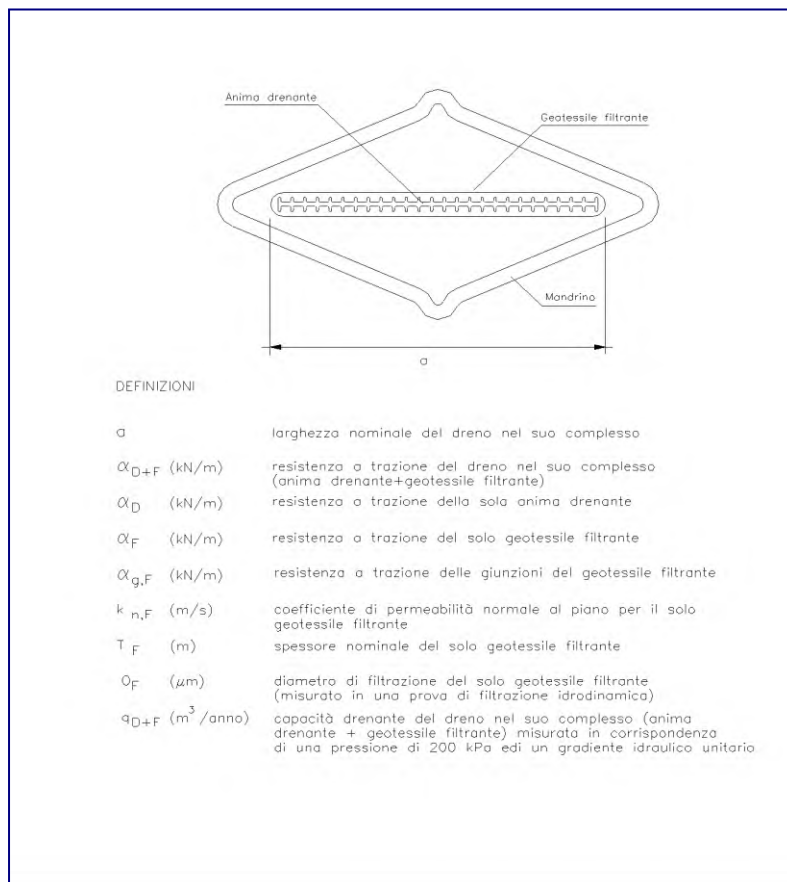 Anima drenante
Geotessile filtrante
Mandrino
a
DEFINIZIONI
a larghezza nominale del dreno nel suo complesso
α D+F (kN/m) resistenza a trazione del dreno nel suo complesso
(anima drenante+geotessile filtrante)
α D (kN/m) resistenza a trazione della sola anima drenante
α F (kN/m) resistenza a trazione del solo geotessile filtrante
α g,F (kN/m) resistenza a trazione delle giunzioni del geotessile filtrante
k n,F (m/s) coefficiente di permeabilità normale al piano per il solo
geotessile filtrante
T F (m) spessore nominale del solo geotessile filtrante
O F (μm) diametro di filtrazione del solo geotessile filtrante
(misurato in una prova di filtrazione idrodinamica)
q D+F (m³/anno) capacità drenante del dreno nel suo complesso (anima
drenante + geotessile filtrante) misurata in corrispondenza
di una pressione di 200 kPa edi un gradiente idraulico unitario